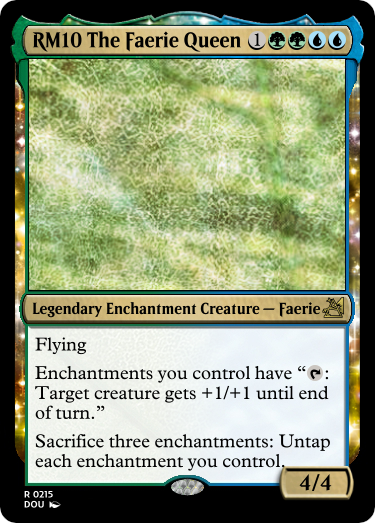 RM10 The Faerie Queen 1
Legendary Enchantment Creature — Faerie
Flying
Enchantments you control have “:
Target creature gets +1/+1 until end
of turn.”
Sacrifice three enchantments: Untap
each enchantment you control.
4/4
R 0215
DOU